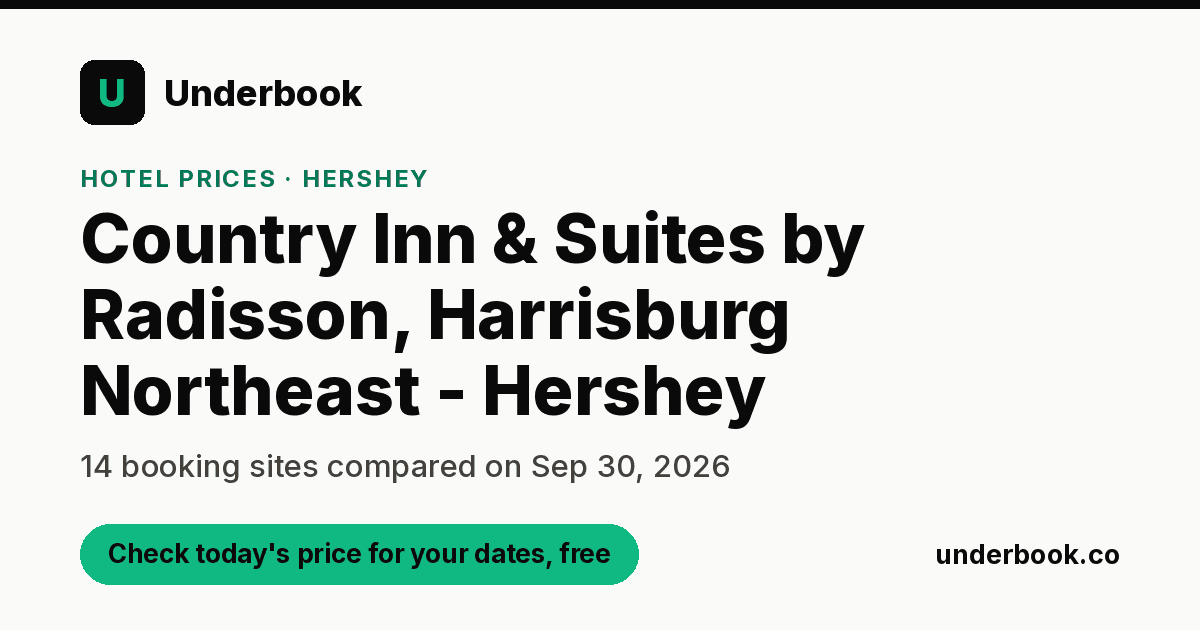 U Underbook
HOTEL PRICES · HERSHEY
Country Inn & Suites by
Radisson, Harrisburg
Northeast - Hershey
14 booking sites compared on Sep 30, 2026
Check today's price for your dates, free
underbook.co